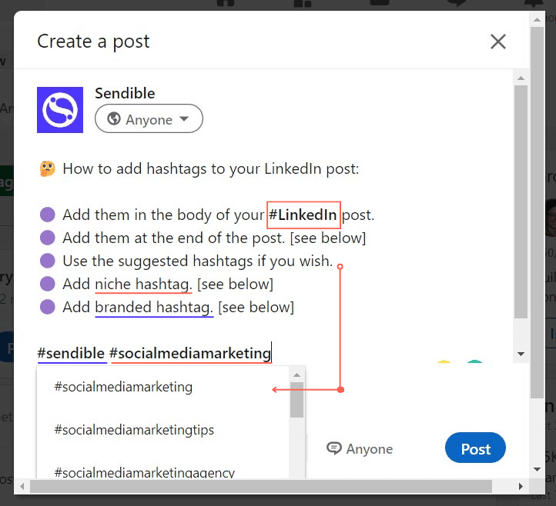 Create a post
Sendible
Anyone
🤔 How to add hashtags to your LinkedIn post:
🟣 Add them in the body of your #LinkedIn post.
🟣 Add them at the end of the post. [see below]
🟣 Use the suggested hashtags if you wish.
🟣 Add niche hashtag. [see below]
🟣 Add branded hashtag. [see below]
#sendible #socialmediamarketing
#socialmediamarketing
#socialmediamarketingtips
#socialmediamarketingagency
Anyone
Post